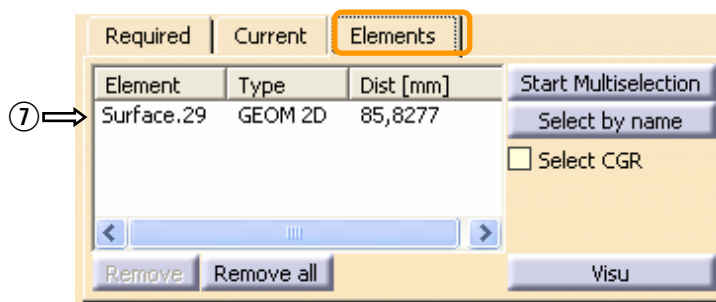 Required Current Elements
Element Type Dist [mm] Start Multiselection
⑦ Surface.29 GEOM 2D 85,8277 Select by name
Select CGR
Remove Remove all Visu